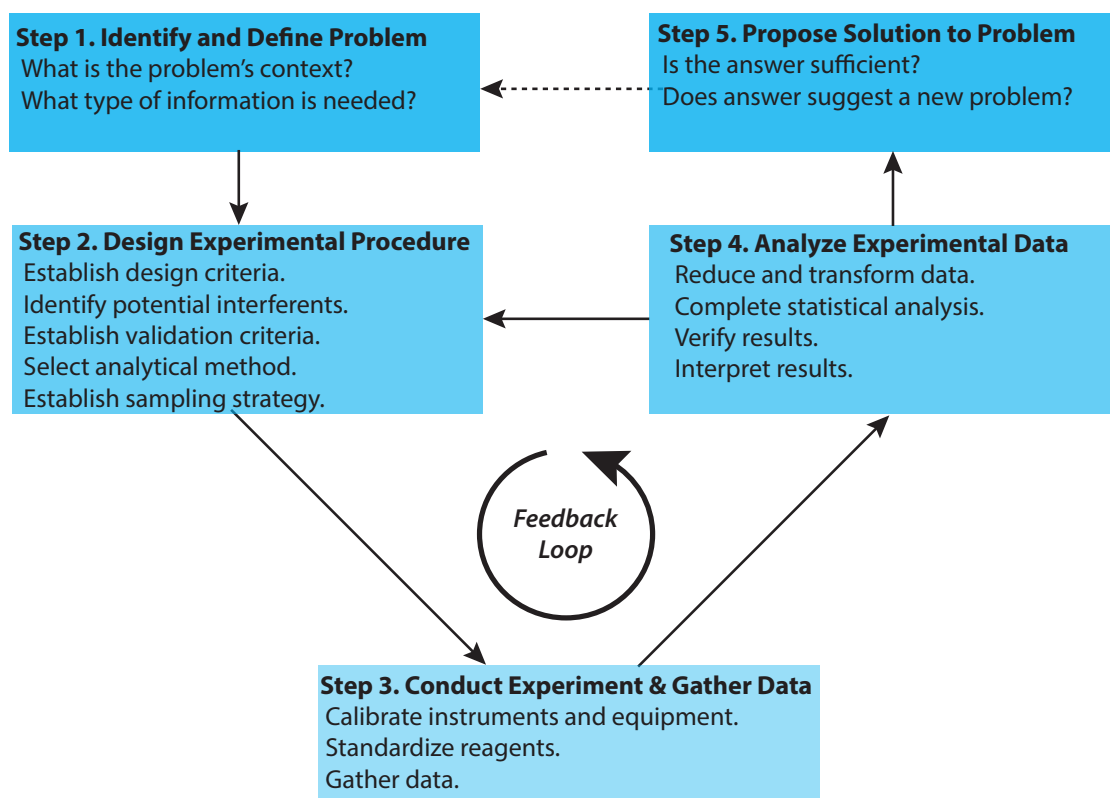 Step 1. Identify and Define Problem
What is the problem's context?
What type of information is needed?
Step 5. Propose Solution to Problem
Is the answer sufficient?
Does answer suggest a new problem?
Step 2. Design Experimental Procedure
Establish design criteria.
Identify potential interferents.
Establish validation criteria.
Select analytical method.
Establish sampling strategy.
Step 4. Analyze Experimental Data
Reduce and transform data.
Complete statistical analysis.
Verify results.
Interpret results.
Feedback
Loop
Step 3. Conduct Experiment & Gather Data
Calibrate instruments and equipment.
Standardize reagents.
Gather data.